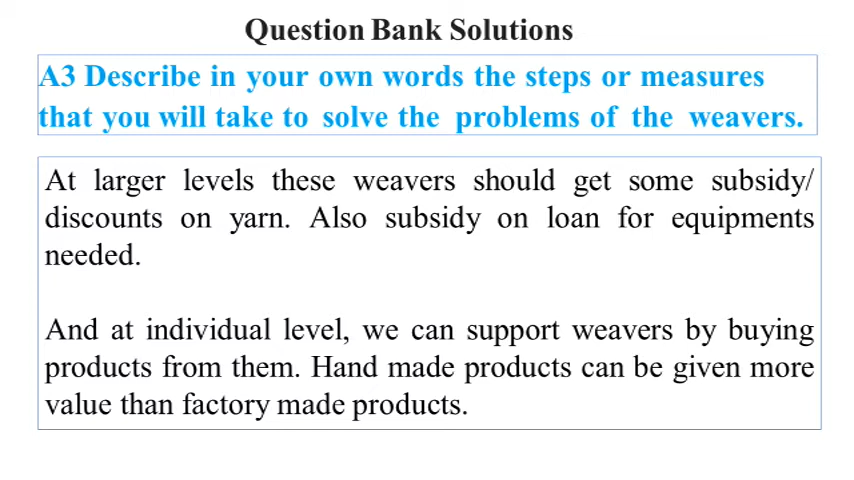 Question Bank Solutions
A3 Describe in your own words the steps or measures
that you will take to solve the problems of the weavers.
At larger levels these weavers should get some subsidy/
discounts on yarn. Also subsidy on loan for equipments
needed.
And at individual level, we can support weavers by buying
products from them. Hand made products can be given more
value than factory made products.